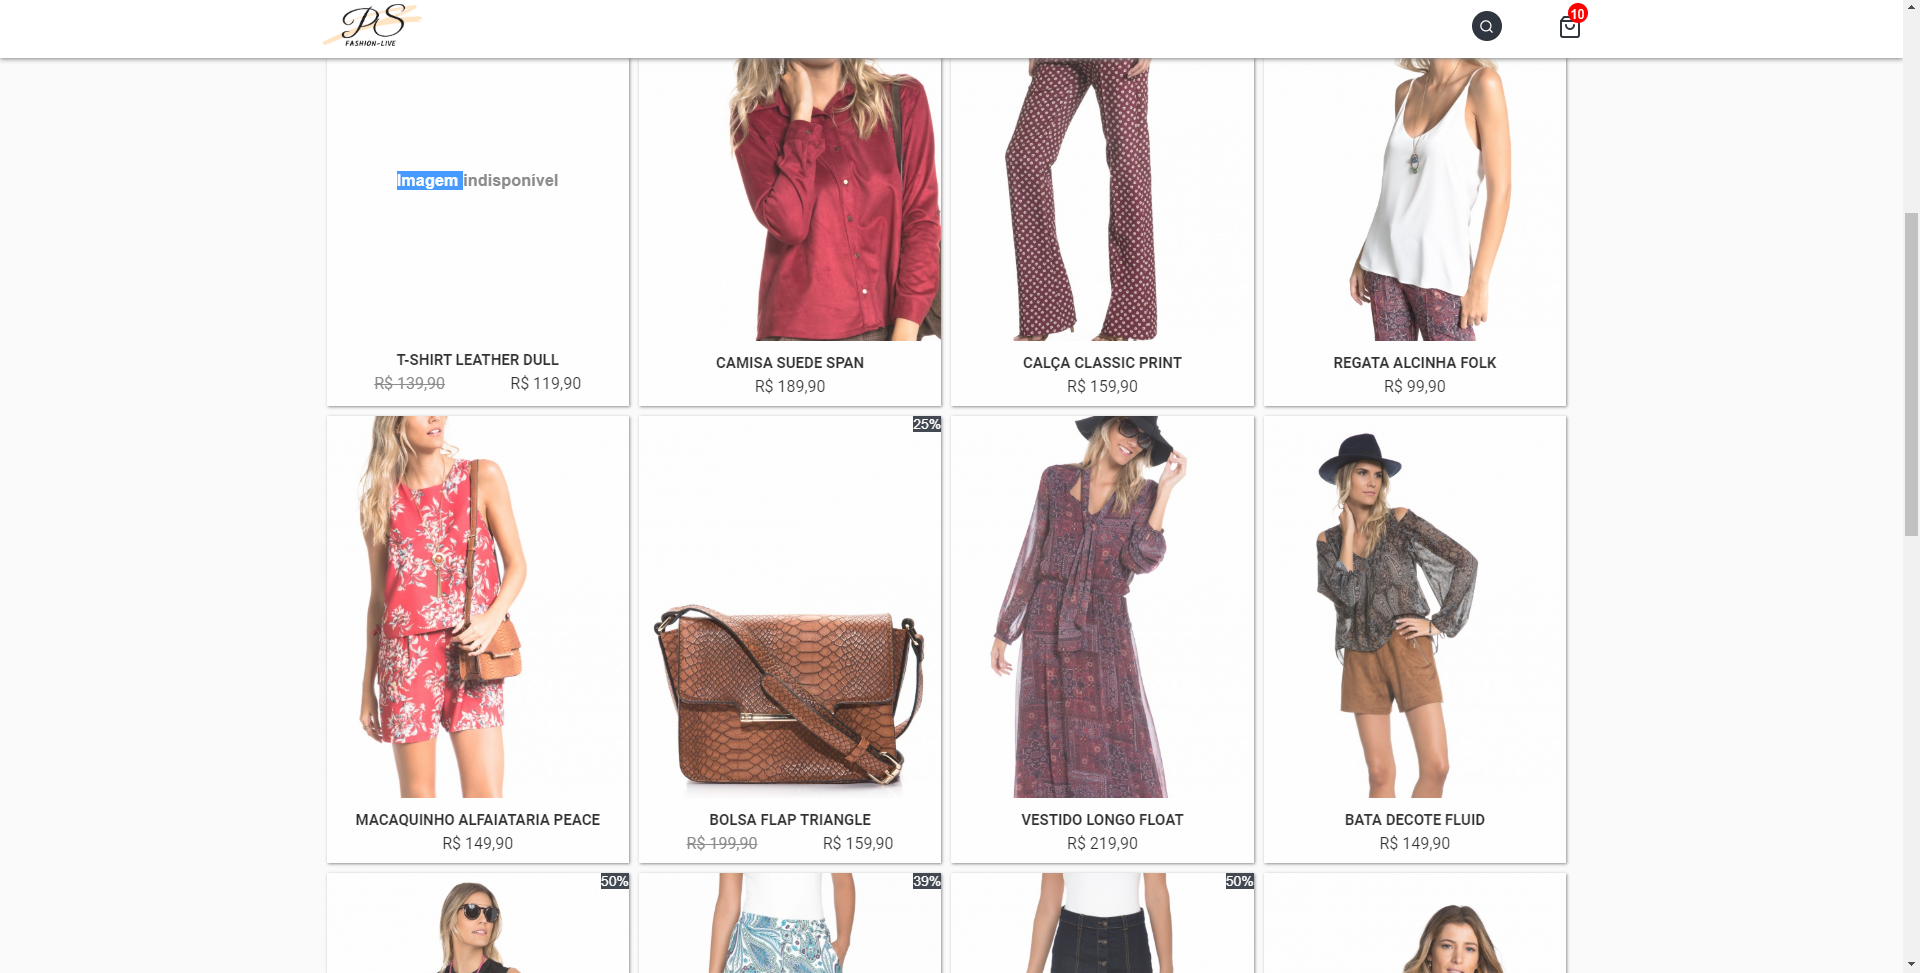 PS
FASHION-LIVE
10
Imagem indisponível
T-SHIRT LEATHER DULL
R$ 139,90 R$ 119,90
CAMISA SUEDE SPAN
R$ 189,90
CALÇA CLASSIC PRINT
R$ 159,90
REGATA ALCINHA FOLK
R$ 99,90
MACAQUINHO ALFAIATARIA PEACE
R$ 149,90
25%
BOLSA FLAP TRIANGLE
R$ 199,90 R$ 159,90
VESTIDO LONGO FLOAT
R$ 219,90
BATA DECOTE FLUID
R$ 149,90
50%
39%
50%